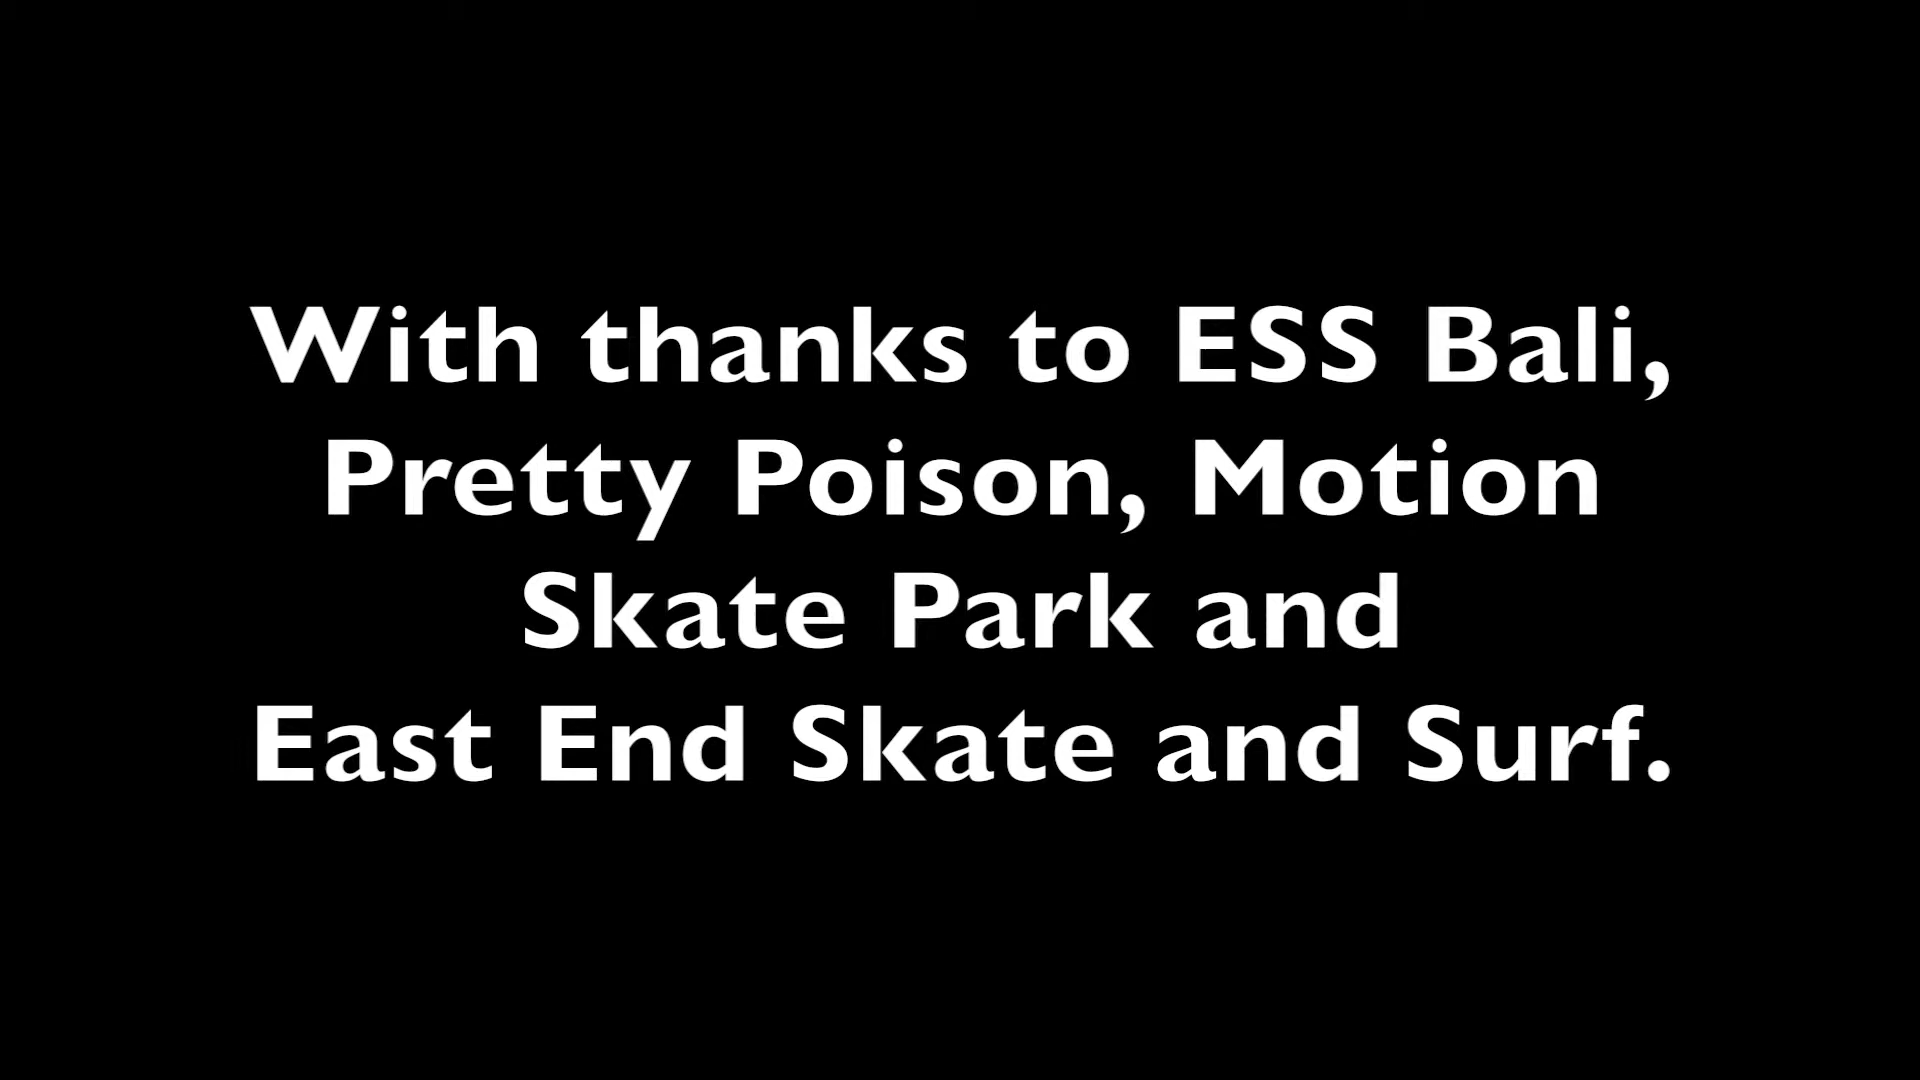 With thanks to ESS Bali,
Pretty Poison, Motion
Skate Park and
East End Skate and Surf.